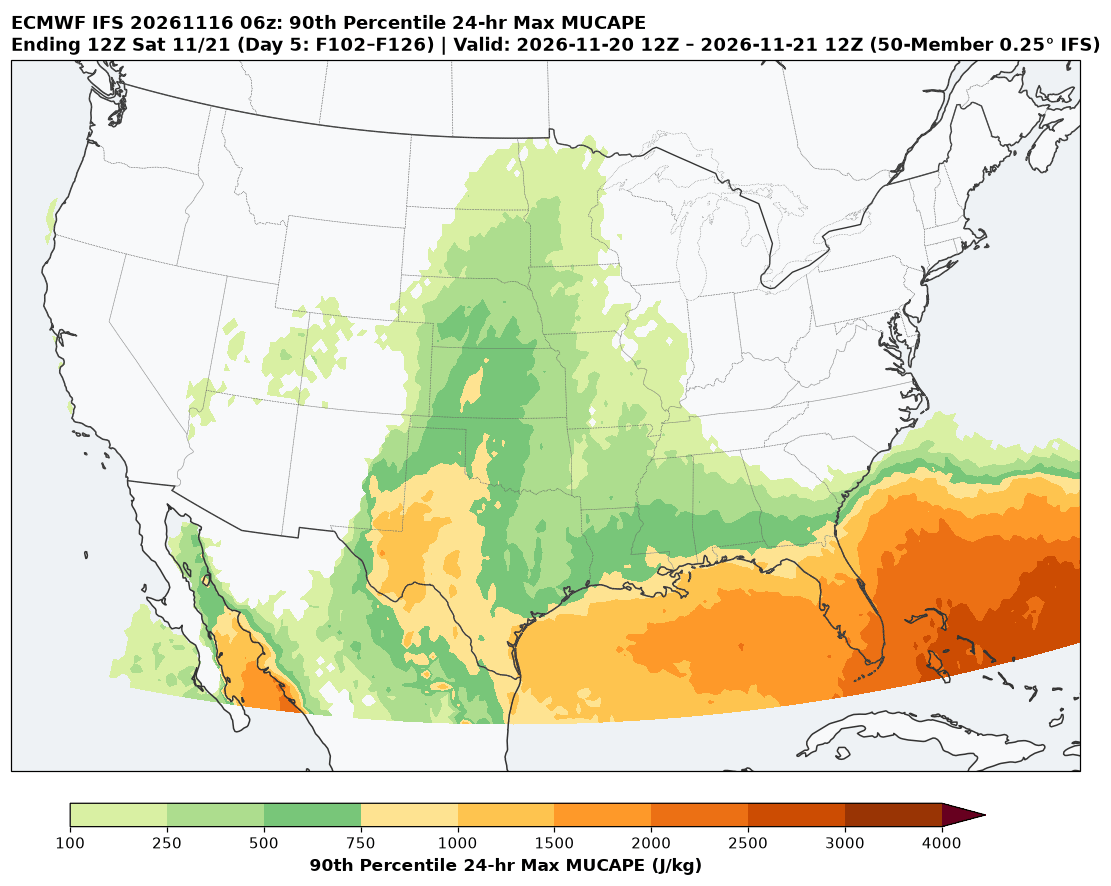 ECMWF IFS 20261116 06z: 90th Percentile 24-hr Max MUCAPE
Ending 12Z Sat 11/21 (Day 5: F102–F126) | Valid: 2026-11-20 12Z – 2026-11-21 12Z (50-Member 0.25° IFS)
100 250 500 750 1000 1500 2000 2500 3000 4000
90th Percentile 24-hr Max MUCAPE (J/kg)